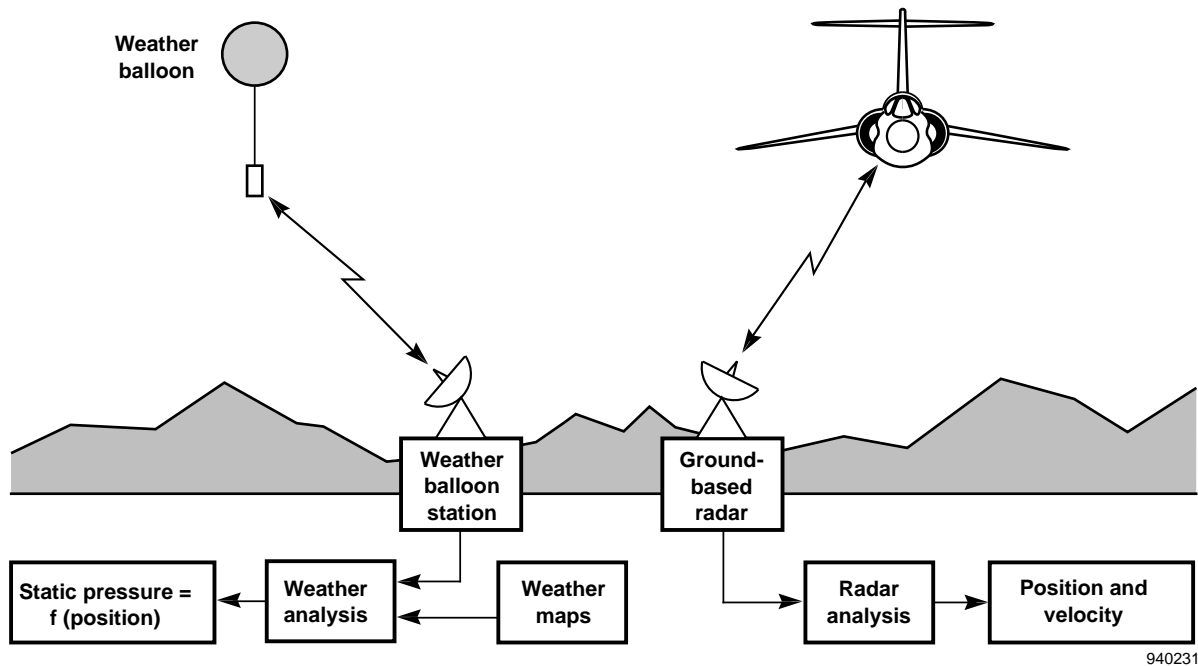 Weather
balloon
Weather
balloon
station
Ground-
based
radar
Static pressure =
f (position)
Weather
analysis
Weather
maps
Radar
analysis
Position and
velocity
940231